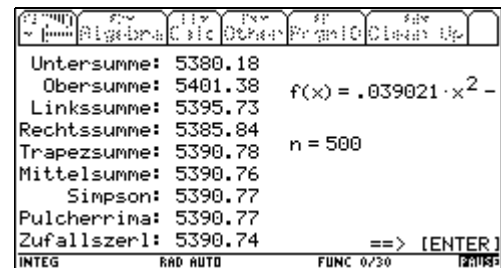 Algebra Calc Other PrgmIO Clean Up
Untersumme: 5380.18
Obersumme: 5401.38
Linkssumme: 5395.73
Rechtssumme: 5385.84
Trapezsumme: 5390.78
Mittelsumme: 5390.76
Simpson: 5390.77
Pulcherrima: 5390.77
Zufallszerl: 5390.74
f(x) = .039021·x² -
n = 500
==> [ENTER]
INTEG RAD AUTO FUNC 0/30 PAUSE